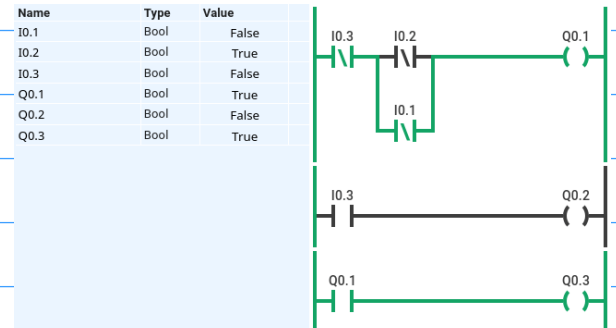 Name Type Value
I0.1 Bool False
I0.2 Bool True
I0.3 Bool False
Q0.1 Bool True
Q0.2 Bool False
Q0.3 Bool True
I0.3 I0.2 Q0.1
I0.1
I0.3 Q0.2
Q0.1 Q0.3